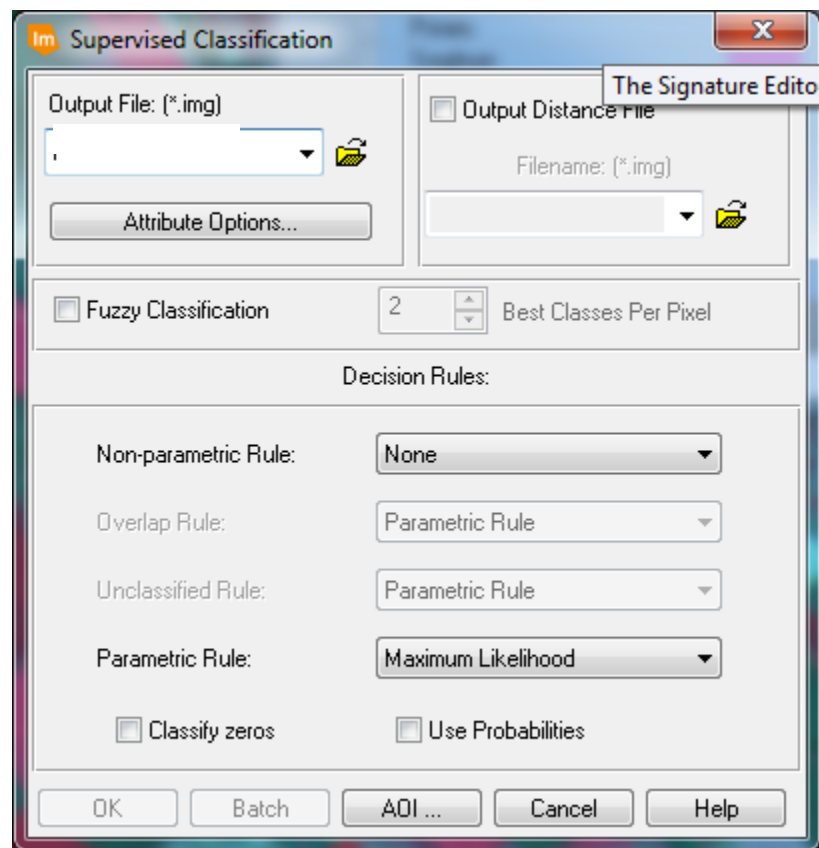 Im Supervised Classification
The Signature Edito
Output File: (*.img)
Output Distance File
Filename: (*.img)
Attribute Options...
Fuzzy Classification
2
Best Classes Per Pixel
Decision Rules:
Non-parametric Rule:
None
Overlap Rule:
Parametric Rule
Unclassified Rule:
Parametric Rule
Parametric Rule:
Maximum Likelihood
Classify zeros
Use Probabilities
OK
Batch
AOI ...
Cancel
Help